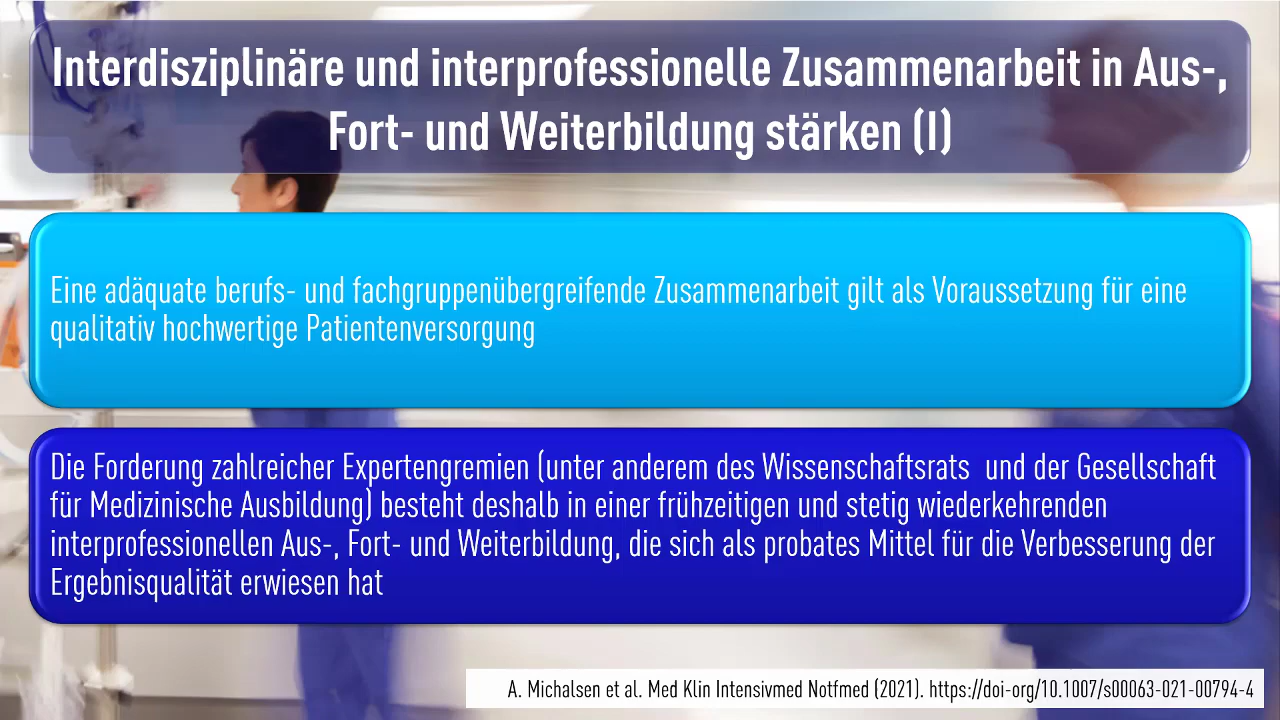 Interdisziplinäre und interprofessionelle Zusammenarbeit in Aus-,
Fort- und Weiterbildung stärken (I)
Eine adäquate berufs- und fachgruppenübergreifende Zusammenarbeit gilt als Voraussetzung für eine
qualitativ hochwertige Patientenversorgung
Die Forderung zahlreicher Expertengremien (unter anderem des Wissenschaftsrats  und der Gesellschaft
für Medizinische Ausbildung) besteht deshalb in einer frühzeitigen und stetig wiederkehrenden
interprofessionellen Aus-, Fort- und Weiterbildung, die sich als probates Mittel für die Verbesserung der
Ergebnisqualität erwiesen hat
A. Michalsen et al. Med Klin Intensivmed Notfmed (2021). https://doi-org/10.1007/s00063-021-00794-4